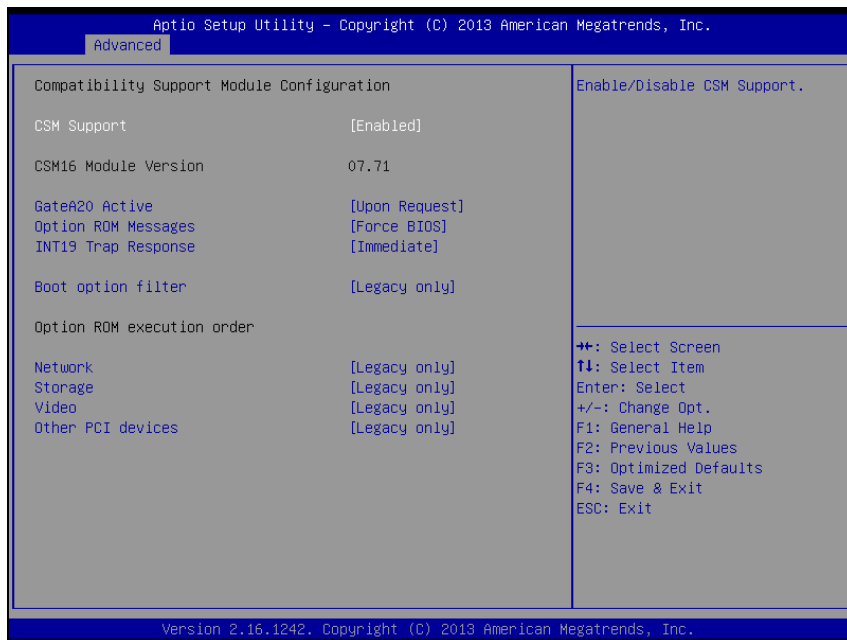 Aptio Setup Utility – Copyright (C) 2013 American Megatrends, Inc.
Advanced
Compatibility Support Module Configuration
CSM Support [Enabled]
CSM16 Module Version 07.71
GateA20 Active [Upon Request]
Option ROM Messages [Force BIOS]
INT19 Trap Response [Immediate]
Boot option filter [Legacy only]
Option ROM execution order
Network [Legacy only]
Storage [Legacy only]
Video [Legacy only]
Other PCI devices [Legacy only]
Enable/Disable CSM Support.
→←: Select Screen
↑↓: Select Item
Enter: Select
+/-: Change Opt.
F1: General Help
F2: Previous Values
F3: Optimized Defaults
F4: Save & Exit
ESC: Exit
Version 2.16.1242. Copyright (C) 2013 American Megatrends, Inc.